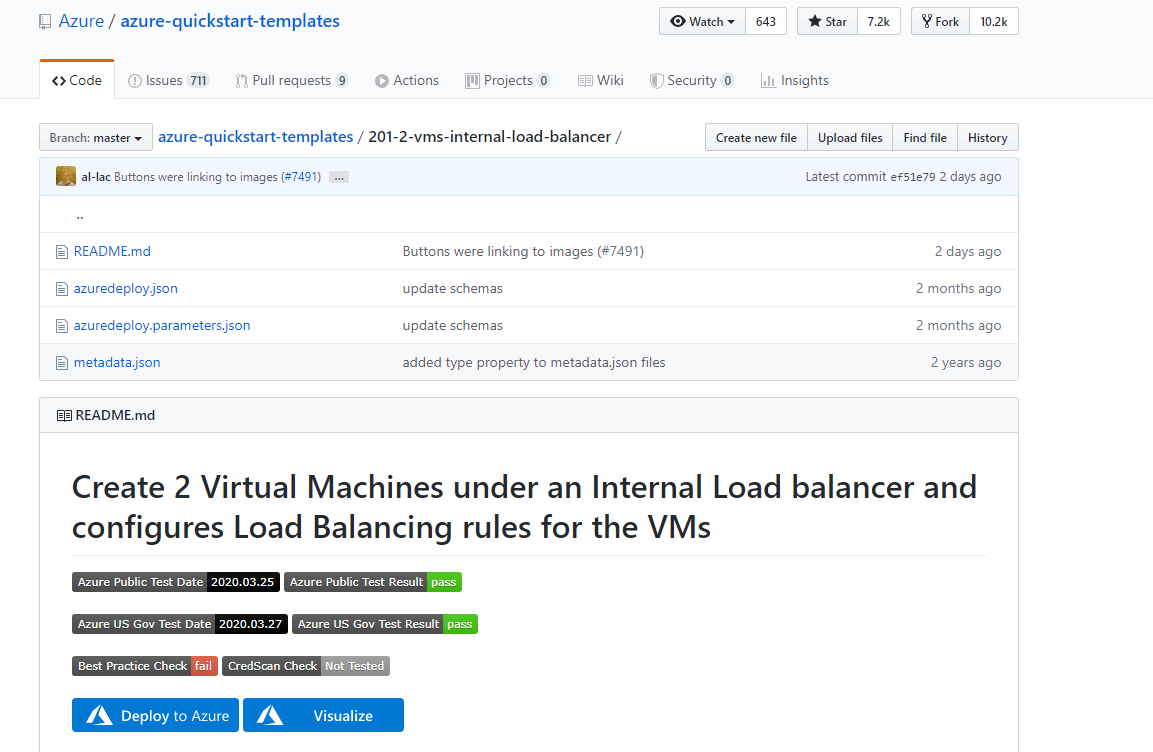 Azure / azure-quickstart-templates Watch 643 Star 7.2k Fork 10.2k
Code Issues 711 Pull requests 9 Actions Projects 0 Wiki Security 0 Insights
Branch: master azure-quickstart-templates / 201-2-vms-internal-load-balancer / Create new file Upload files Find file History
al-lac Buttons were linking to images (#7491) ... Latest commit ef51e79 2 days ago
..
README.md Buttons were linking to images (#7491) 2 days ago
azuredeploy.json update schemas 2 months ago
azuredeploy.parameters.json update schemas 2 months ago
metadata.json added type property to metadata.json files 2 years ago
README.md
Create 2 Virtual Machines under an Internal Load balancer and
configures Load Balancing rules for the VMs
Azure Public Test Date 2020.03.25 Azure Public Test Result pass
Azure US Gov Test Date 2020.03.27 Azure US Gov Test Result pass
Best Practice Check fail CredScan Check Not Tested
Deploy to Azure Visualize